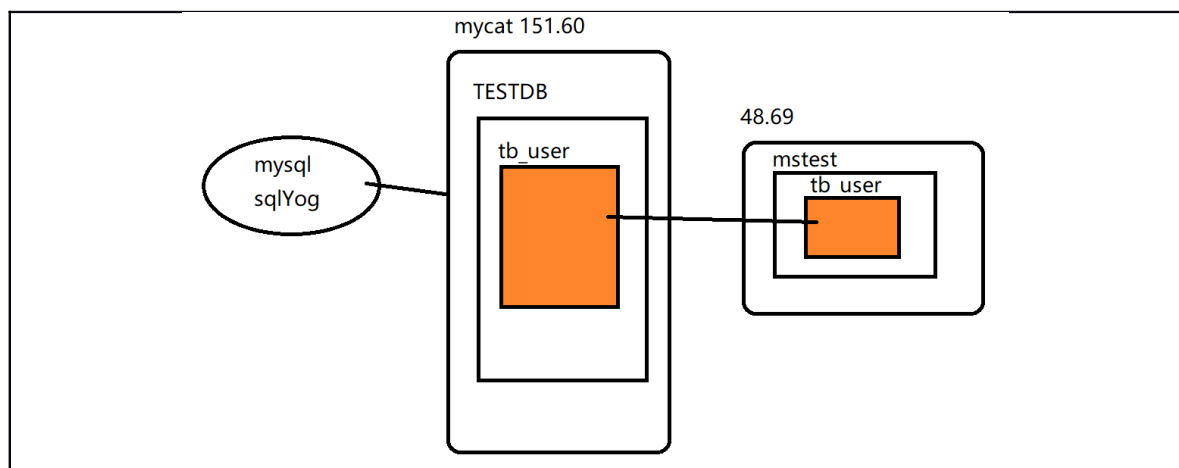 mycat 151.60
TESTDB
tb_user
mysql
sqlYog
48.69
mstest
tb_user